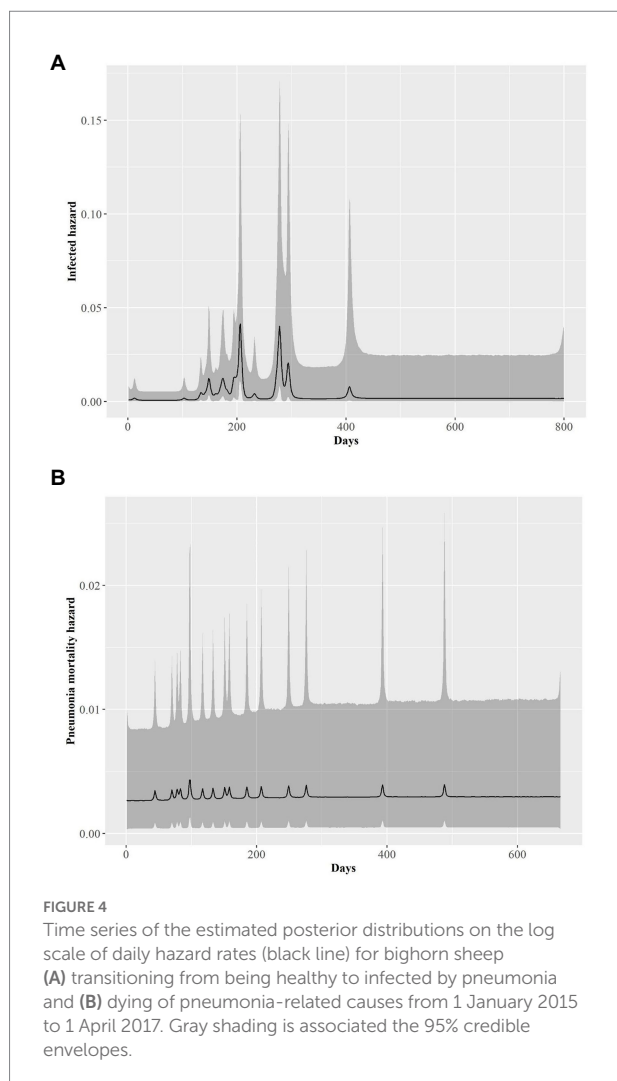 A
0.15
0.10
0.05
0.00
Infected hazard
0
200
400
600
800
Days
B
0.02
0.01
0.00
Pneumonia mortality hazard
0
200
400
600
Days
FIGURE 4
Time series of the estimated posterior distributions on the log
scale of daily hazard rates (black line) for bighorn sheep
(A) transitioning from being healthy to infected by pneumonia
and (B) dying of pneumonia-related causes from 1 January 2015
to 1 April 2017. Gray shading is associated the 95% credible
envelopes.